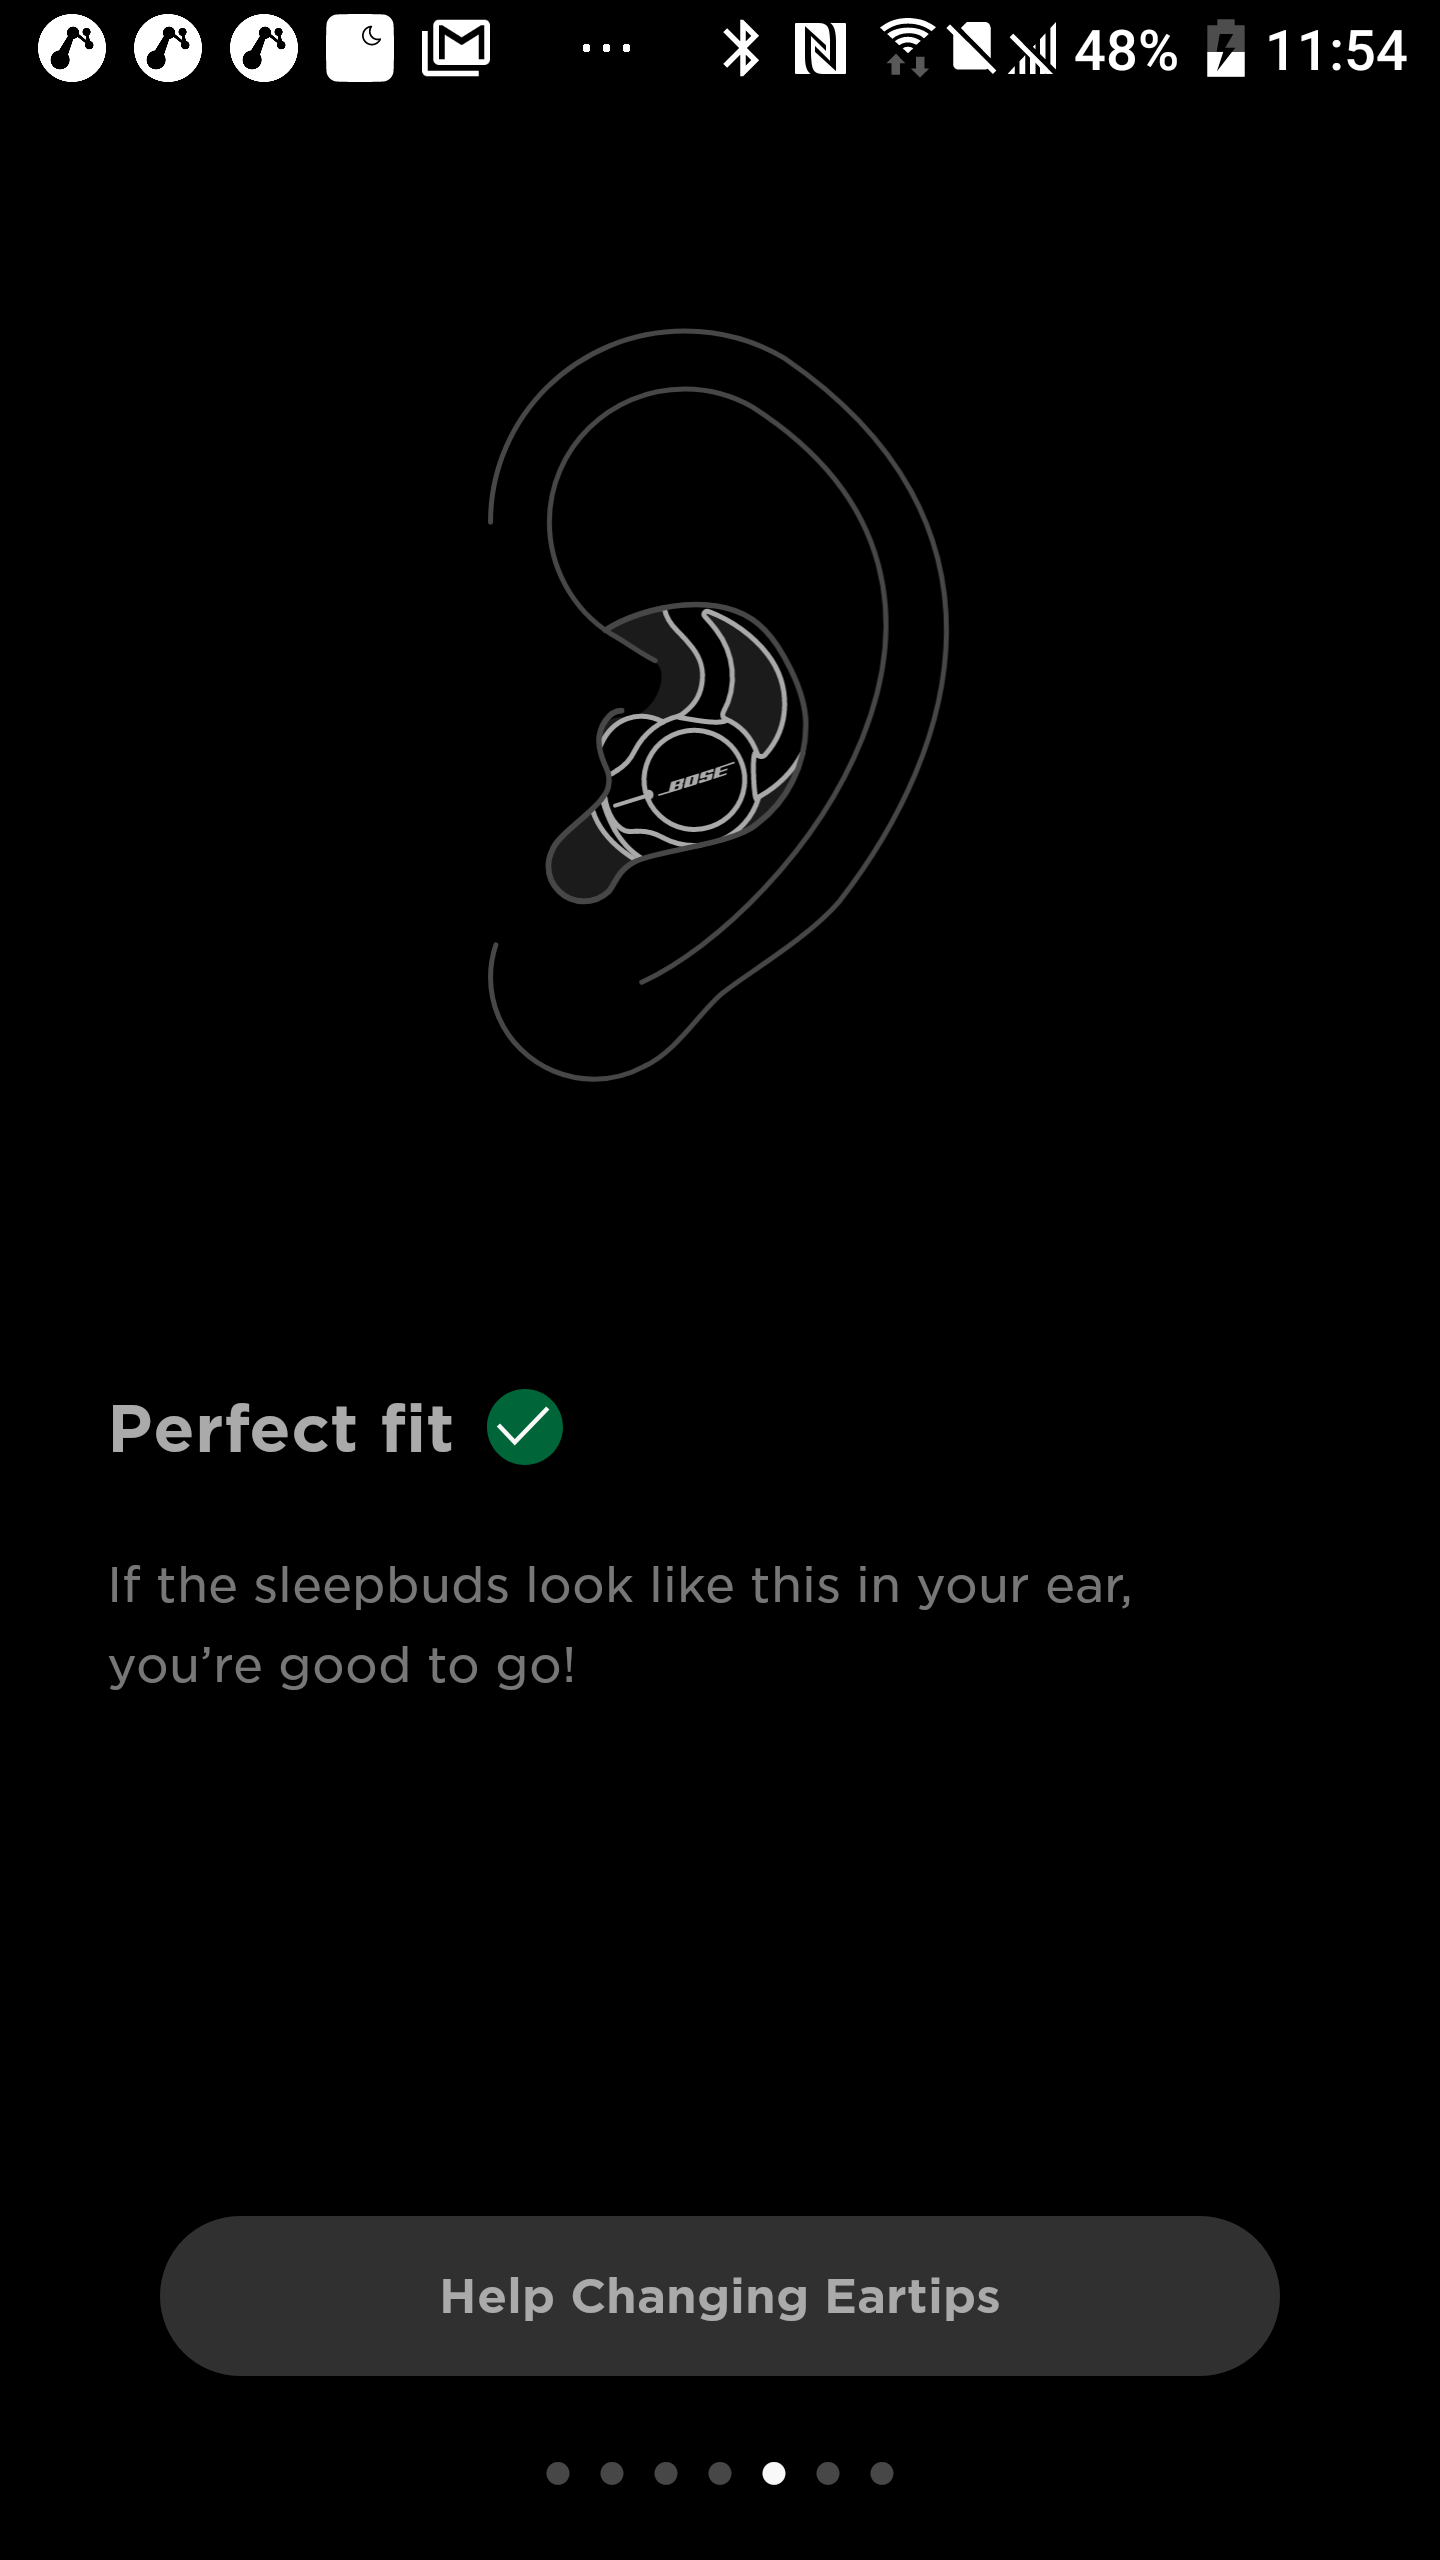 48% 11:54
BOSE
Perfect fit
If the sleepbuds look like this in your ear,
you’re good to go!
Help Changing Eartips